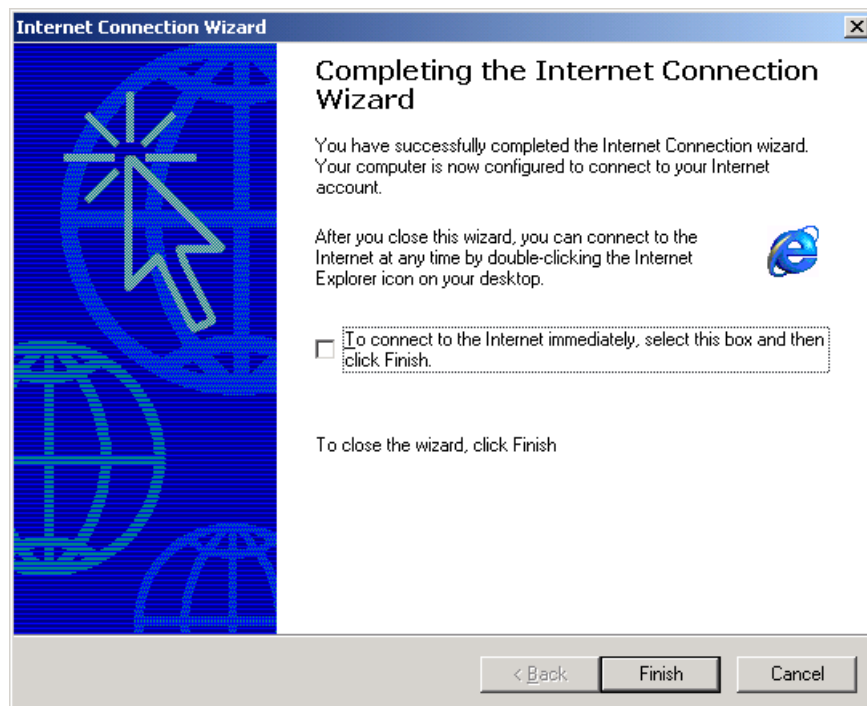 Internet Connection Wizard
Completing the Internet Connection
Wizard
You have successfully completed the Internet Connection wizard.
Your computer is now configured to connect to your Internet
account.
After you close this wizard, you can connect to the
Internet at any time by double-clicking the Internet
Explorer icon on your desktop.
To connect to the Internet immediately, select this box and then
click Finish.
To close the wizard, click Finish
< Back
Finish
Cancel